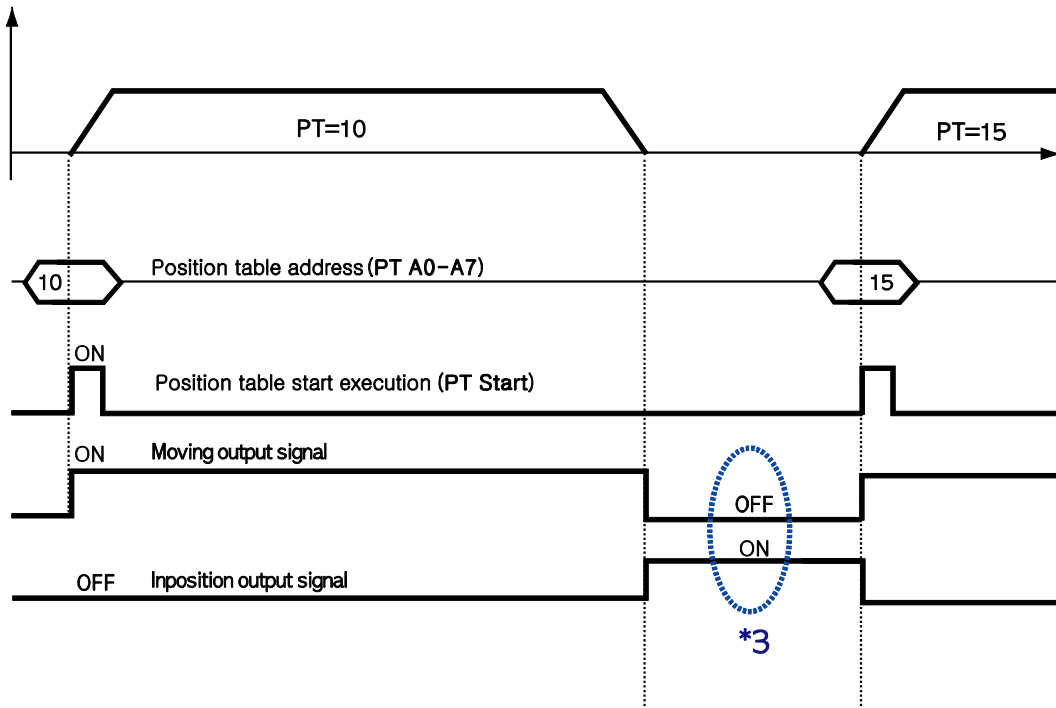 PT=10
PT=15
Position table address (PT A0-A7)
10
15
ON
Position table start execution (PT Start)
ON
Moving output signal
OFF
ON
OFF
Inposition output signal
*3